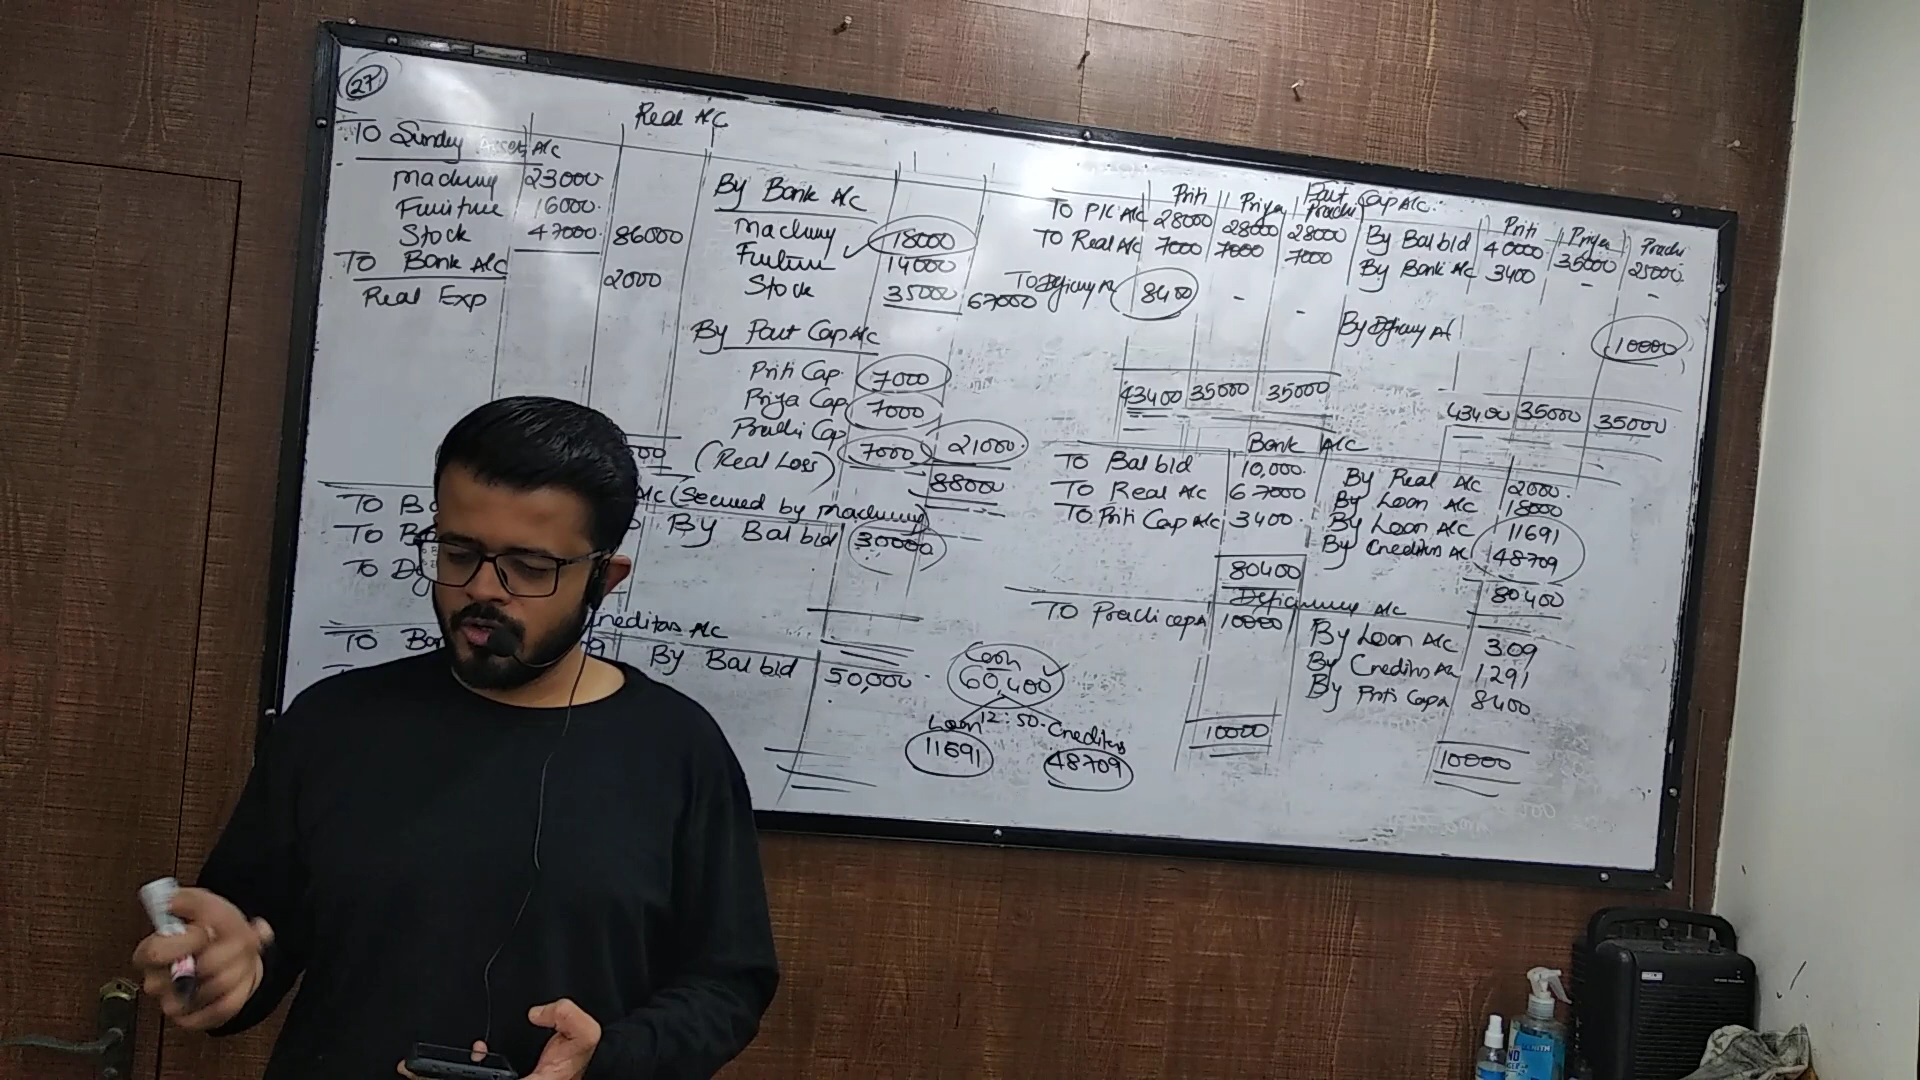 27
Real A/C
TO Sundry Assets A/c
Machinery 23000
Furniture 16000
Stock 47000 86000
TO Bank A/C 2000
Real Exp
By Bank A/C
Machinery 18000
Furniture 14000
Stock 35000 67000
By Part Cap A/C
Priti Cap 7000
Priya Cap 7000
Prachi Cap 7000 21000
(Real Loss)
88000
A/c (Secured by Machinery)
TO
By Bal b/d 30000
TO
TO
Creditors A/c
TO
By Bal b/d 50,000
Cash
60,400
12:50
Loan Creditors
11691 48709
Part Cap A/c
Priti Priya Prachi
Priti Priya Prachi
TO P/L A/C 28000 28000 28000
By Bal b/d 40000 35000 25000
TO Real A/C 7000 7000 7000
By Bank A/C 3400 - -
8400 - -
10000
43400 35000 35000
43400 35000 35000
Bank A/C
TO Bal b/d 10,000
By Real A/C 2000
TO Real A/C 67000
By Loan A/C 18000
TO Priti Cap A/c 3400
By Loan A/C 11691
By Creditors A/c 48709
80400
80400
TO Prachi cap A 10000
By Loan A/C 309
By Creditors A/c 1291
By Priti Cap A 8400
10000
10000